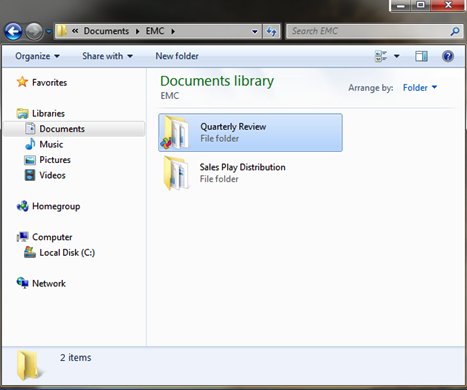 « Documents ▸ EMC ▸
Search EMC
Organize ▾ Share with ▾ New folder
Favorites
Libraries
Documents
Music
Pictures
Videos
Homegroup
Computer
Local Disk (C:)
Network
Documents library
EMC
Arrange by: Folder ▾
Quarterly Review
File folder
Sales Play Distribution
File folder
2 items